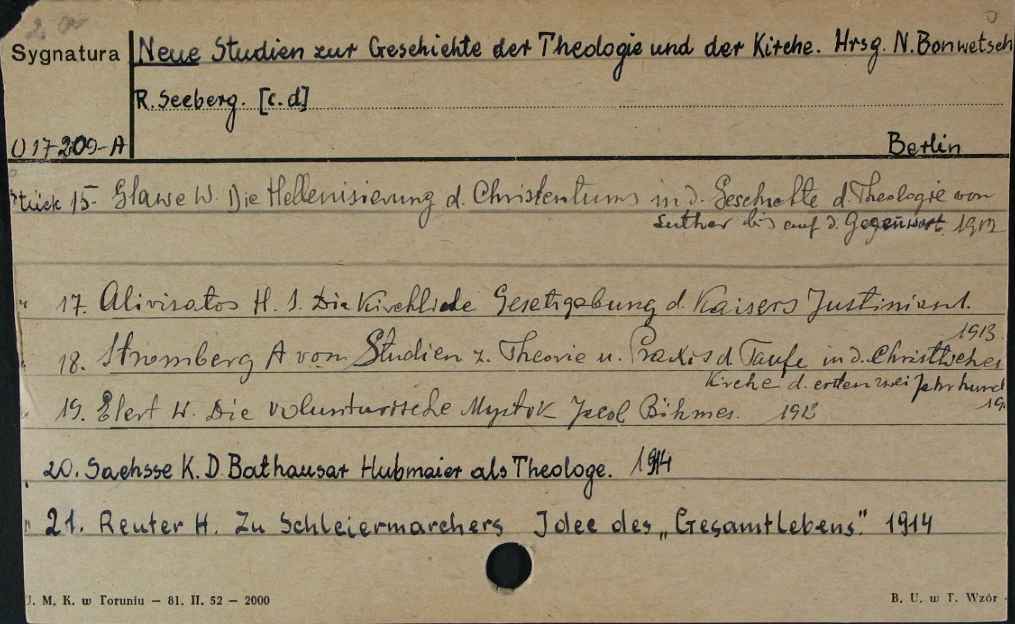 Sygnatura
Neue Studien zur Geschichte der Theologie und der Kirche. Hrsg. N. Bonwetsch
R. Seeberg. [c.d]
017209-A
Berlin
Stück 15- Glawe W. Die Hellenisierung d. Christentums in d. Geschichte d. Theologie von
Luther bis auf d. Gegenwart 1912
" 17. Alivisatos H. S. Die Kirchliche Gesetzgebung d. Kaisers Justinian I.
1913.
" 18. Stromberg A von Studien z. Theorie u. Praxis d Taufe in d. Christlichen
Kirche d. ersten zwei Jahrhund
19
" 19. Elert W. Die voluntaristische Mystik Jacob Böhmes. 1913
" 20. Sachsse K. D Bathausar Hubmaier als Theologe. 1914
" 21. Reuter H. Zu Schleiermarchers Idee des „Gesamtlebens" 1914
U. M. K. w Toruniu — 81. II. 52 — 2000
B. U. w T. Wzór